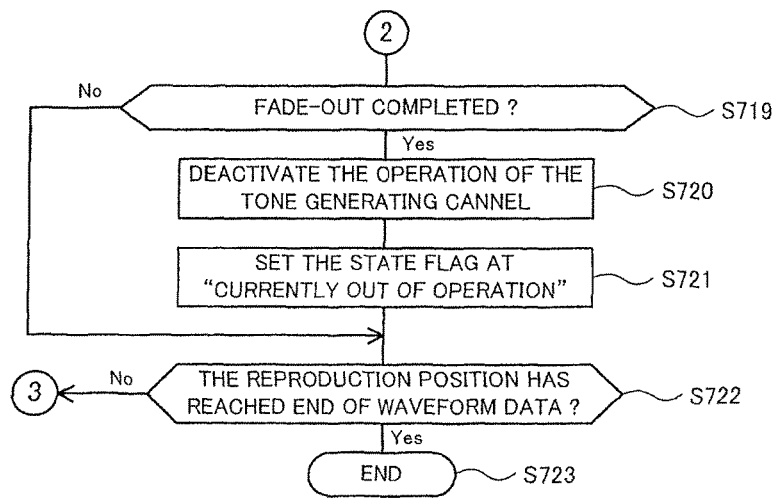 2
No
FADE-OUT COMPLETED ?
S719
Yes
DEACTIVATE THE OPERATION OF THE
TONE GENERATING CANNEL
S720
SET THE STATE FLAG AT
“CURRENTLY OUT OF OPERATION”
S721
3
No
THE REPRODUCTION POSITION HAS
REACHED END OF WAVEFORM DATA ?
S722
Yes
END
S723